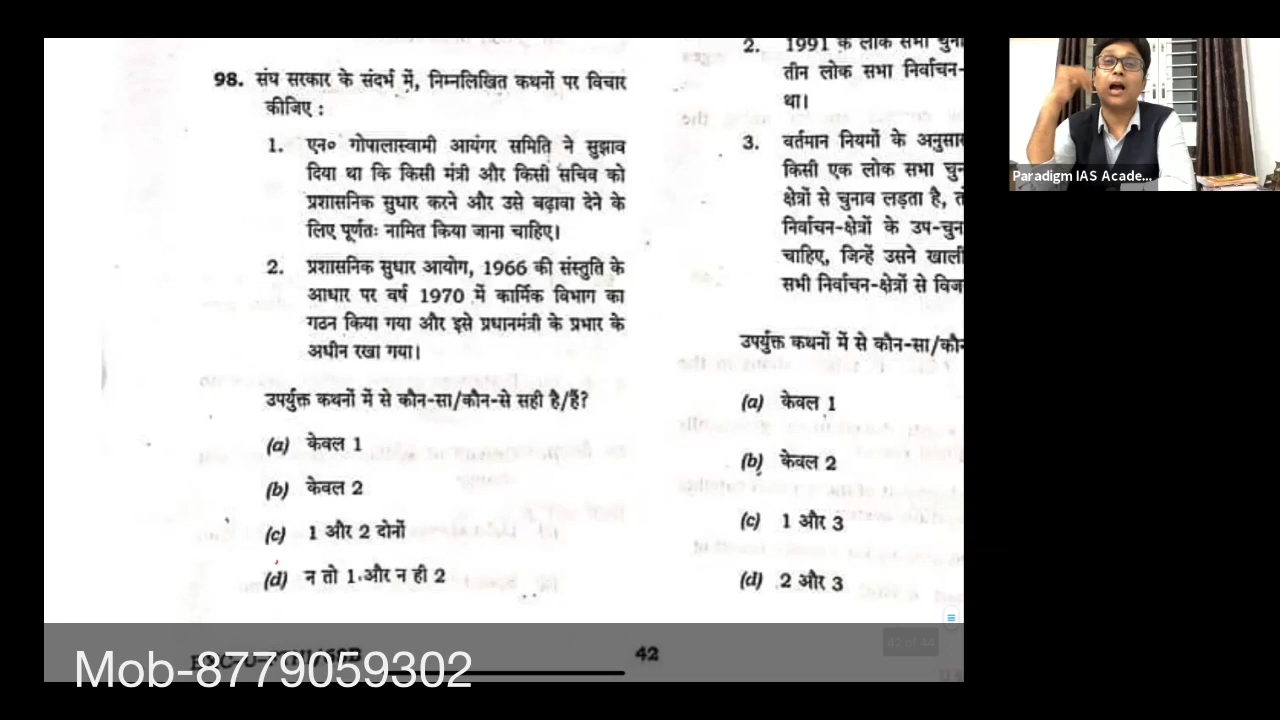 98. संघ सरकार के संदर्भ में, निम्नलिखित कथनों पर विचार
कीजिए :
1. एन० गोपालास्वामी आयंगर समिति ने सुझाव
दिया था कि किसी मंत्री और किसी सचिव को
प्रशासनिक सुधार करने और उसे बढ़ावा देने के
लिए पूर्णतः नामित किया जाना चाहिए।
2. प्रशासनिक सुधार आयोग, 1966 की संस्तुति के
आधार पर वर्ष 1970 में कार्मिक विभाग का
गठन किया गया और इसे प्रधानमंत्री के प्रभार के
अधीन रखा गया।
उपर्युक्त कथनों में से कौन-सा/कौन-से सही है/हैं?
(a) केवल 1
(b) केवल 2
(c) 1 और 2 दोनों
(d) न तो 1 और न ही 2
2. 1991 के लोक सभा
तीन लोक सभा निर्वाचन-
था।
3. वर्तमान नियमों के अनुसार
किसी एक लोक सभा
क्षेत्रों से चुनाव लड़ता है,
निर्वाचन-क्षेत्रों के
चाहिए, जिन्हें उसने खाली
सभी निर्वाचन-क्षेत्रों से
उपर्युक्त कथनों में से कौन-सा/
(a) केवल 1
(b) केवल 2
(c) 1 और 3
(d) 2 और 3
42 of 44
42
Mob-8779059302
Paradigm IAS Acade...